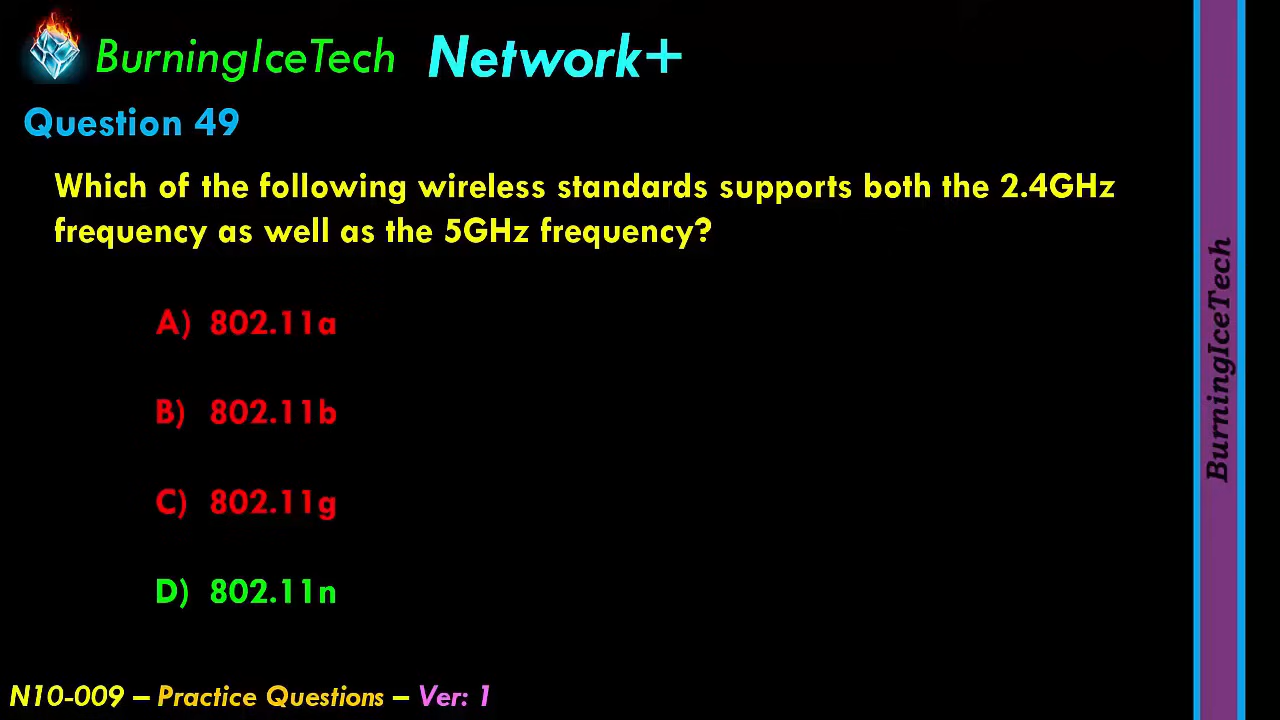 BurningIceTech Network+
Question 49
Which of the following wireless standards supports both the 2.4GHz
frequency as well as the 5GHz frequency?
A) 802.11a
B) 802.11b
C) 802.11g
D) 802.11n
N10-009 – Practice Questions – Ver: 1
BurningIceTech